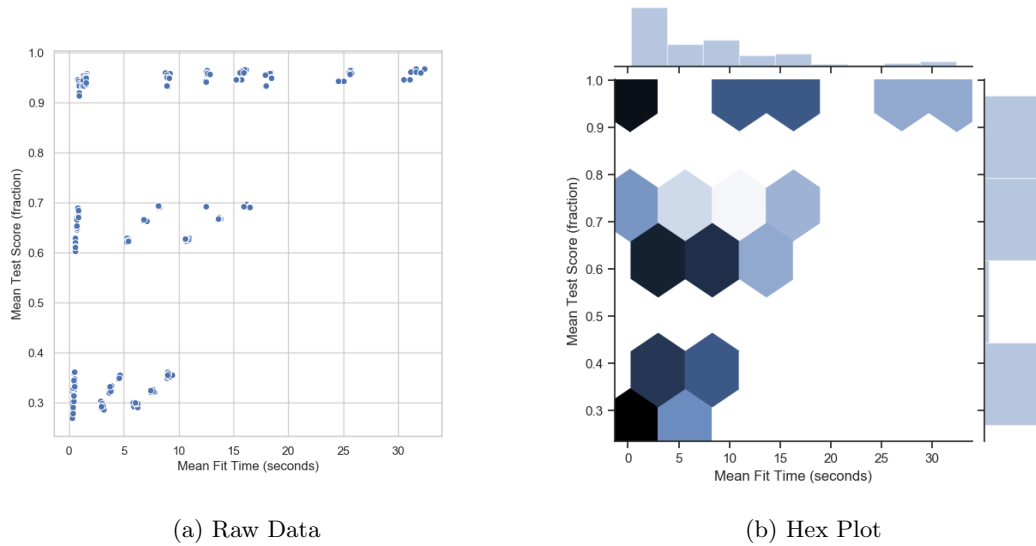 1.0
0.9
0.8
0.7
0.6
0.5
0.4
0.3
Mean Test Score (fraction)
0 5 10 15 20 25 30
Mean Fit Time (seconds)
(a) Raw Data
1.0
0.9
0.8
0.7
0.6
0.5
0.4
0.3
Mean Test Score (fraction)
0 5 10 15 20 25 30
Mean Fit Time (seconds)
(b) Hex Plot